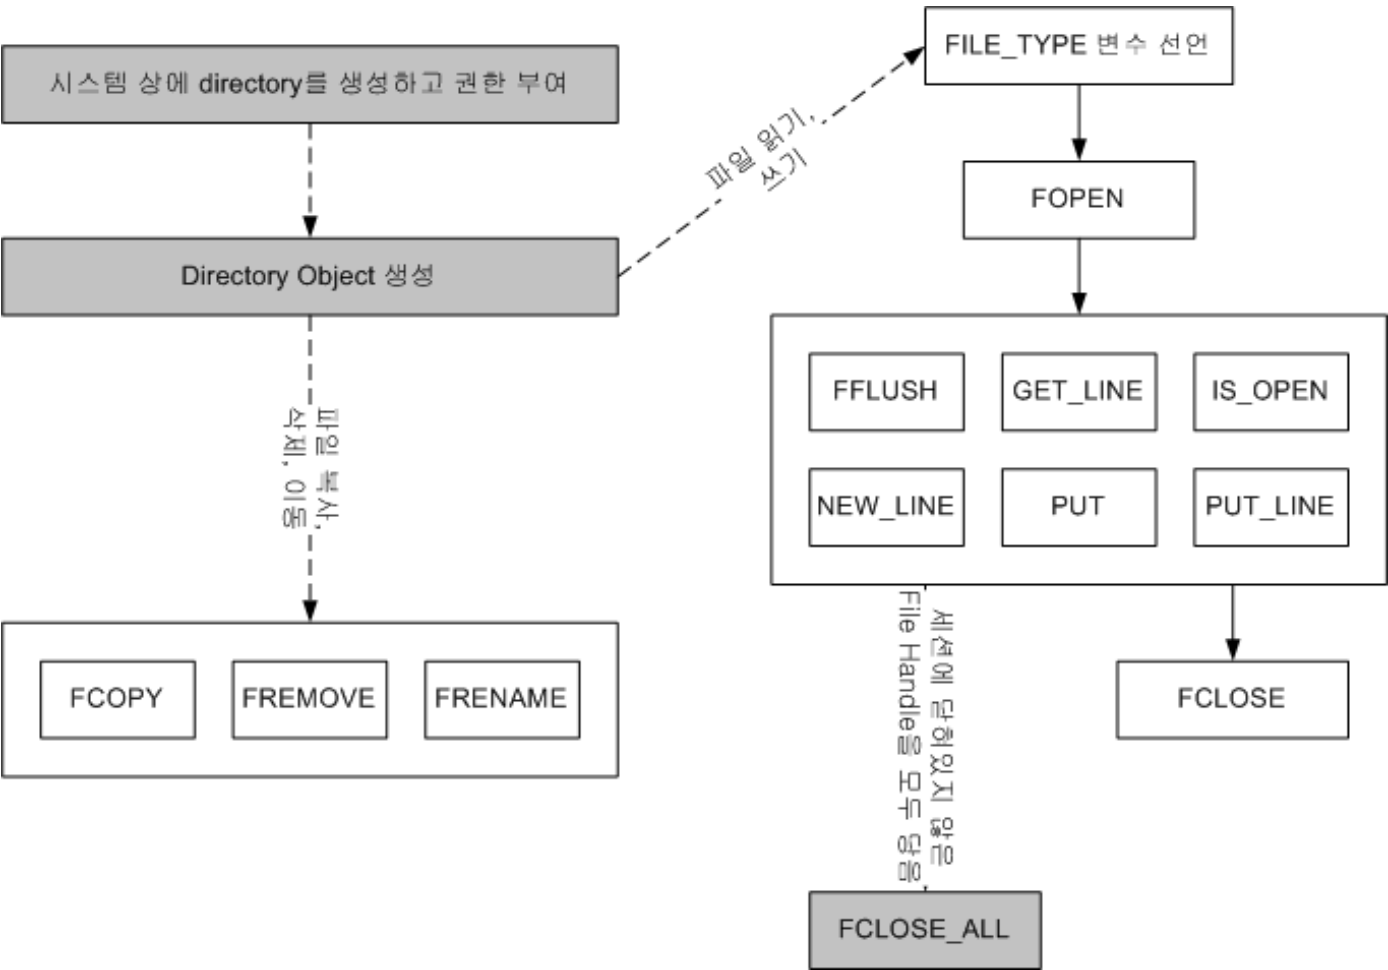 시스템 상에 directory를 생성하고 권한 부여
Directory Object 생성
파일 복사,
삭제, 이동
FCOPY
FREMOVE
FRENAME
파일 읽기,
쓰기
FILE_TYPE 변수 선언
FOPEN
FFLUSH
GET_LINE
IS_OPEN
NEW_LINE
PUT
PUT_LINE
세션에 닫혀있지 않은
File Handle을 모두 닫음
FCLOSE
FCLOSE_ALL